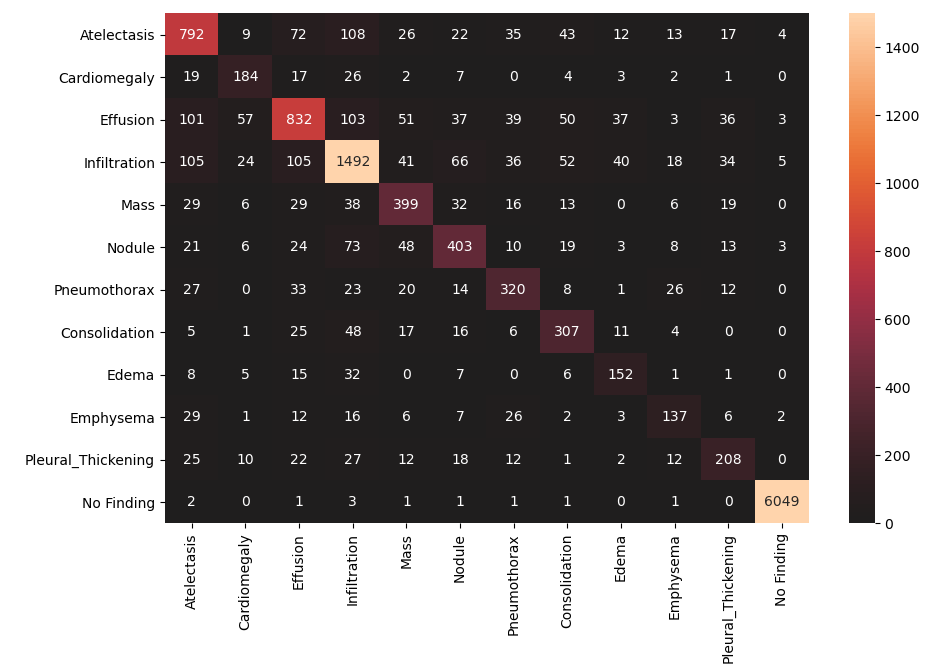 Atelectasis 792 9 72 108 26 22 35 43 12 13 17 4
Cardiomegaly 19 184 17 26 2 7 0 4 3 2 1 0
Effusion 101 57 832 103 51 37 39 50 37 3 36 3
Infiltration 105 24 105 1492 41 66 36 52 40 18 34 5
Mass 29 6 29 38 399 32 16 13 0 6 19 0
Nodule 21 6 24 73 48 403 10 19 3 8 13 3
Pneumothorax 27 0 33 23 20 14 320 8 1 26 12 0
Consolidation 5 1 25 48 17 16 6 307 11 4 0 0
Edema 8 5 15 32 0 7 0 6 152 1 1 0
Emphysema 29 1 12 16 6 7 26 2 3 137 6 2
Pleural_Thickening 25 10 22 27 12 18 12 1 2 12 208 0
No Finding 2 0 1 3 1 1 1 1 0 1 0 6049
Atelectasis
Cardiomegaly
Effusion
Infiltration
Mass
Nodule
Pneumothorax
Consolidation
Edema
Emphysema
Pleural_Thickening
No Finding
1400
1200
1000
800
600
400
200
0